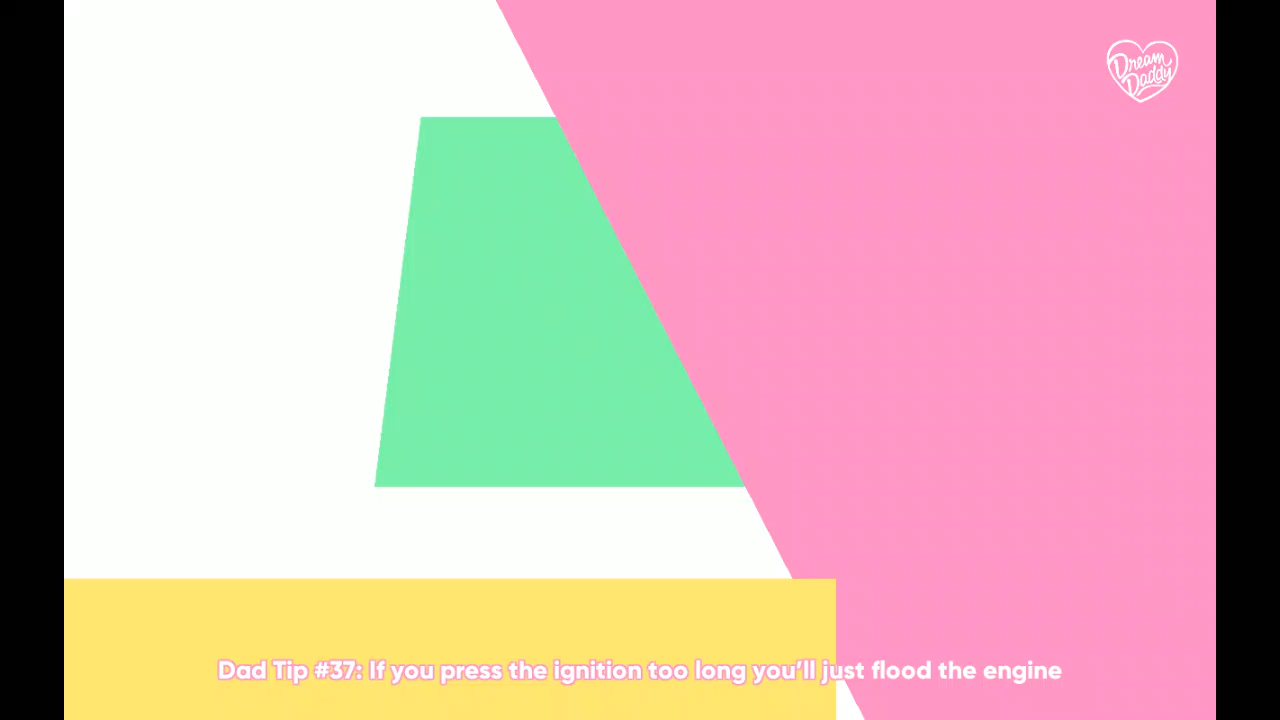 Dream
Daddy
Dad Tip #37: If you press the ignition too long you'll just flood the engine